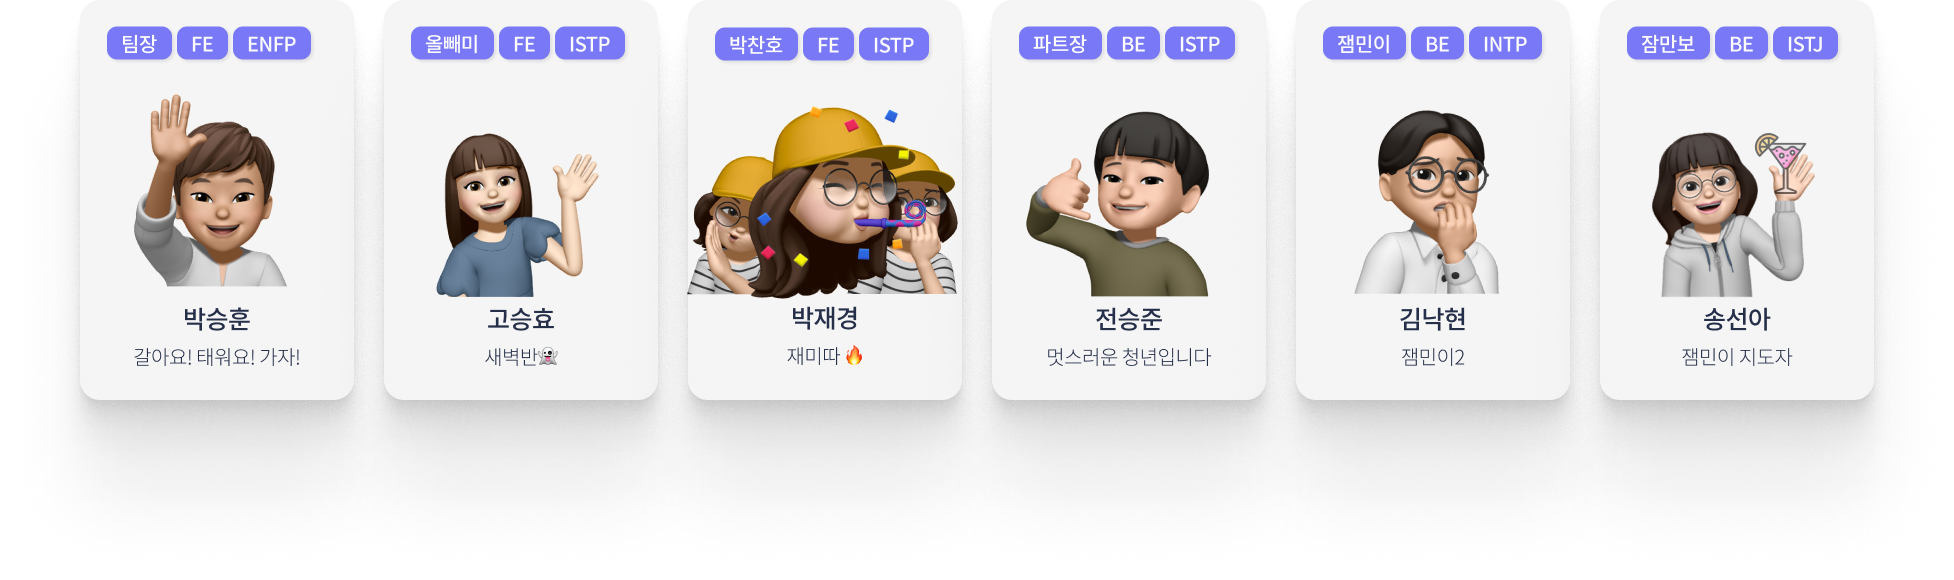 팀장 FE ENFP
박승훈
갈아요! 태워요! 가자!
올빼미 FE ISTP
고승효
새벽반👻
박찬호 FE ISTP
박재경
재미따 🔥
파트장 BE ISTP
전승준
멋스러운 청년입니다
잼민이 BE INTP
김낙현
잼민이2
잠만보 BE ISTJ
송선아
잼민이 지도자